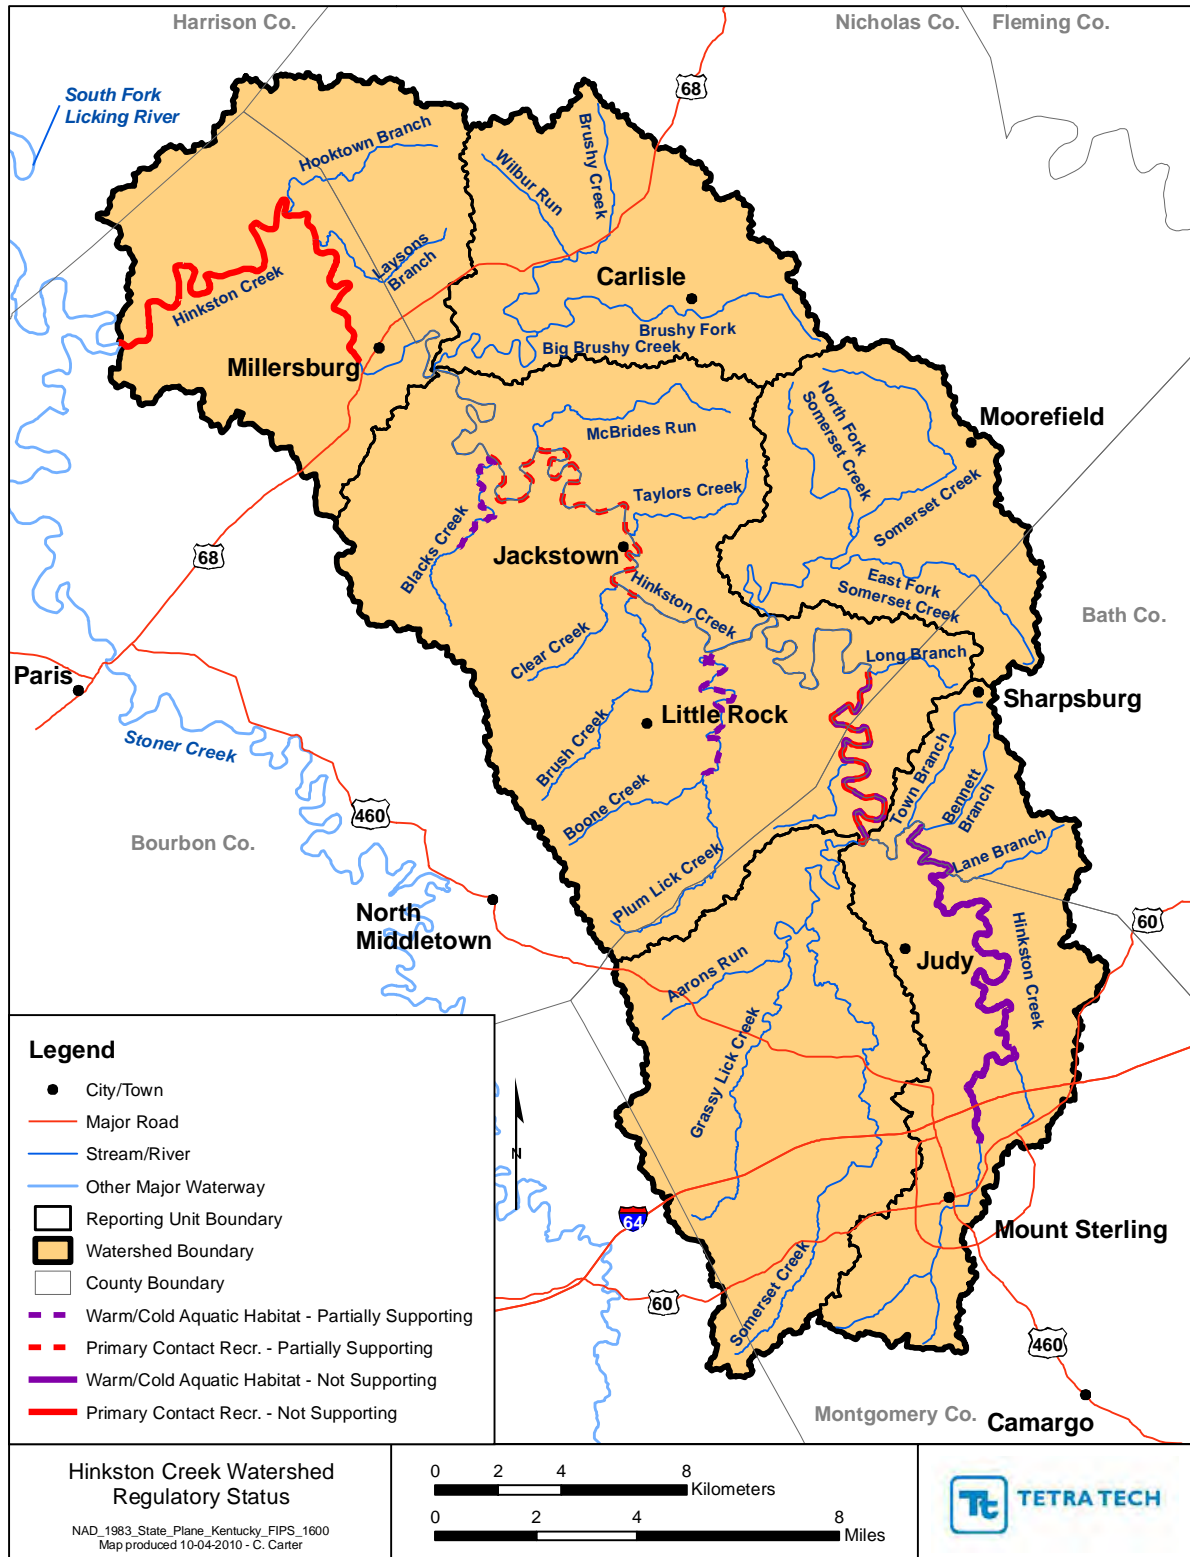 Harrison Co.
Nicholas Co.
Fleming Co.
68
South Fork
Licking River
Hooktown Branch
Brushy Creek
Wilbur Run
Laysons
Branch
Hinkston Creek
Carlisle
Brushy Fork
Big Brushy Creek
Millersburg
North Fork
Somerset Creek
Moorefield
McBrides Run
Taylors Creek
Somerset Creek
Blacks Creek
Jackstown
68
Hinkston Creek
East Fork
Somerset Creek
Bath Co.
Clear Creek
Long Branch
Paris
Sharpsburg
Little Rock
Stoner Creek
Brush Creek
Town Branch
Bennett
Branch
460
Boone Creek
Bourbon Co.
Lane Branch
Plum Lick Creek
North
Middletown
Hinkston Creek
60
Judy
Aarons Run
Grassy Lick Creek
Legend
City/Town
Major Road
Stream/River
Other Major Waterway
Reporting Unit Boundary
Watershed Boundary
County Boundary
Warm/Cold Aquatic Habitat - Partially Supporting
Primary Contact Recr. - Partially Supporting
Warm/Cold Aquatic Habitat - Not Supporting
Primary Contact Recr. - Not Supporting
N
64
Mount Sterling
Somerset Creek
60
460
Montgomery Co.
Camargo
Hinkston Creek Watershed
Regulatory Status
NAD_1983_State_Plane_Kentucky_FIPS_1600
Map produced 10-04-2010 - C. Carter
0 2 4 8
Kilometers
0 2 4 8
Miles
Tt
TETRA TECH